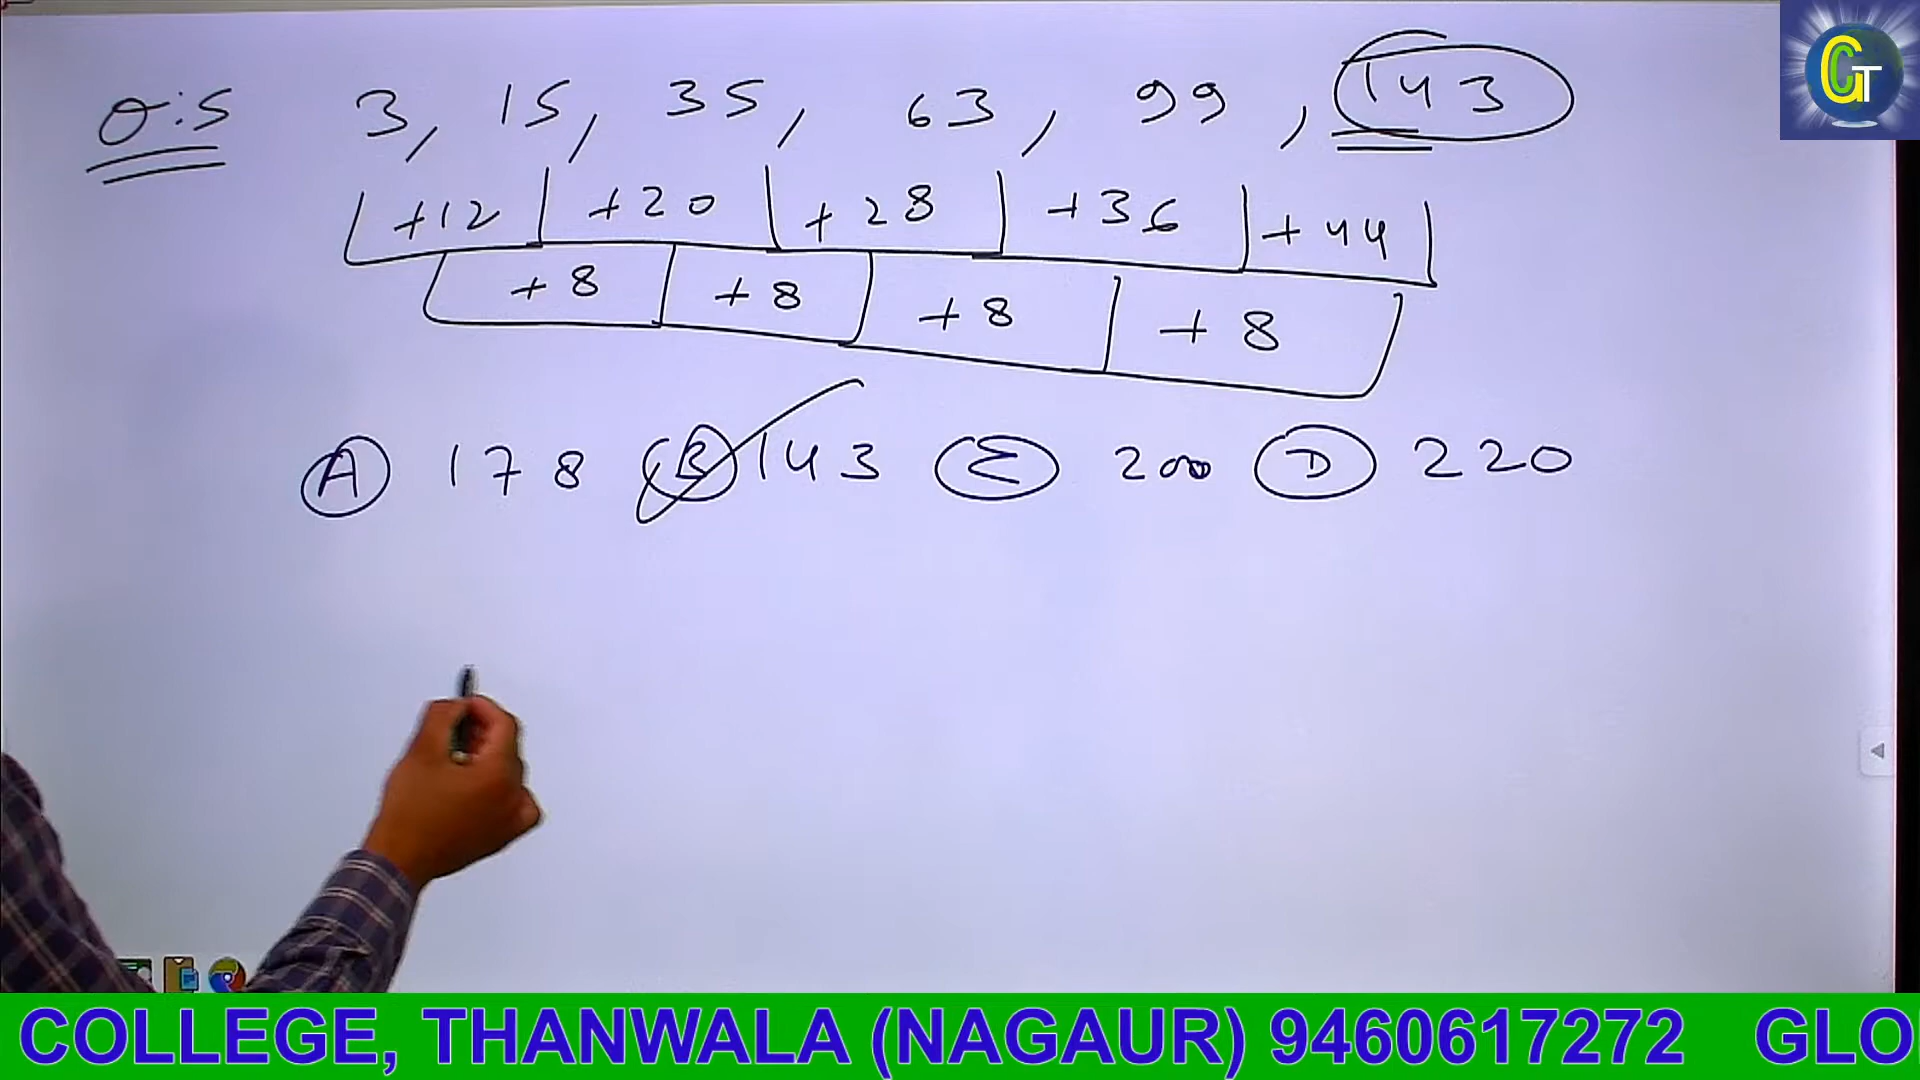 Q:5 3, 15, 35, 63, 99, 143
+12 +20 +28 +36 +44
+8 +8 +8 +8
A 178 B 143 C 200 D 220
GCT
COLLEGE, THANWALA (NAGAUR) 9460617272 GLO